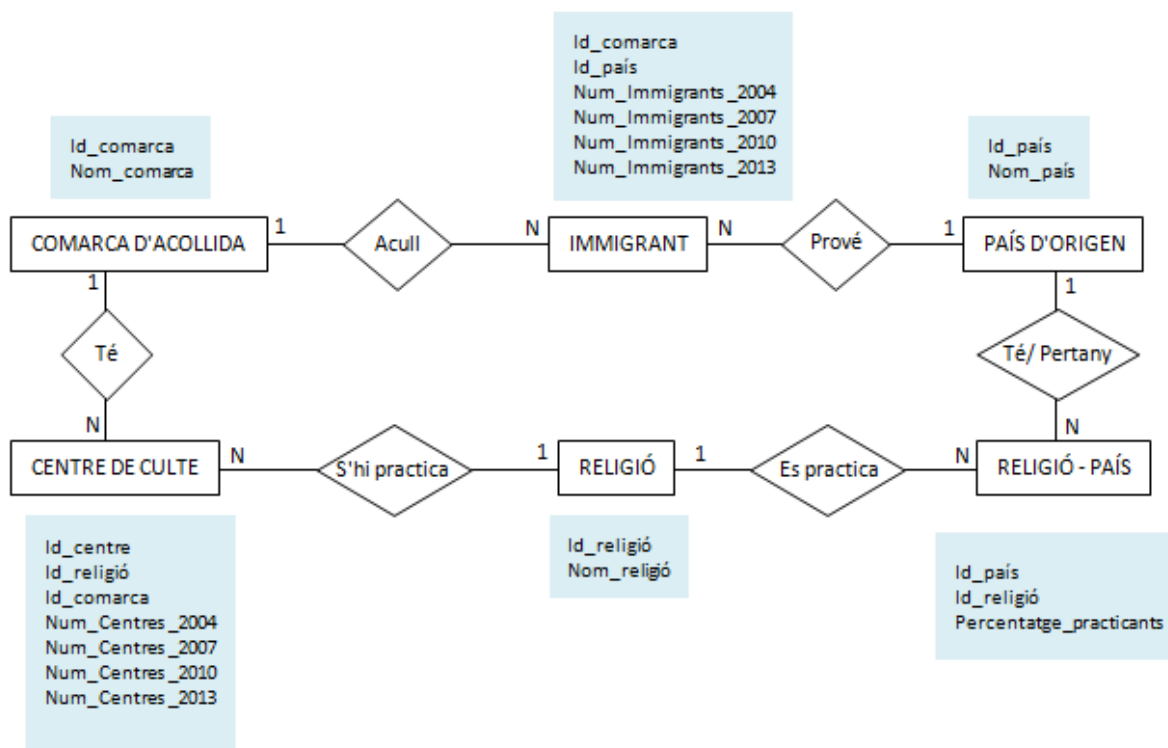 Id_comarca
Id_país
Num_Immigrants_2004
Num_Immigrants_2007
Num_Immigrants_2010
Num_Immigrants_2013
Id_comarca
Nom_comarca
Id_país
Nom_país
COMARCA D'ACOLLIDA
1
Acull
N
IMMIGRANT
N
Prové
1
PAÍS D'ORIGEN
1
1
Té
Té/ Pertany
N
N
CENTRE DE CULTE
N
S'hi practica
1
RELIGIÓ
1
Es practica
N
RELIGIÓ - PAÍS
Id_centre
Id_religió
Id_comarca
Num_Centres_2004
Num_Centres_2007
Num_Centres_2010
Num_Centres_2013
Id_religió
Nom_religió
Id_país
Id_religió
Percentatge_practicants